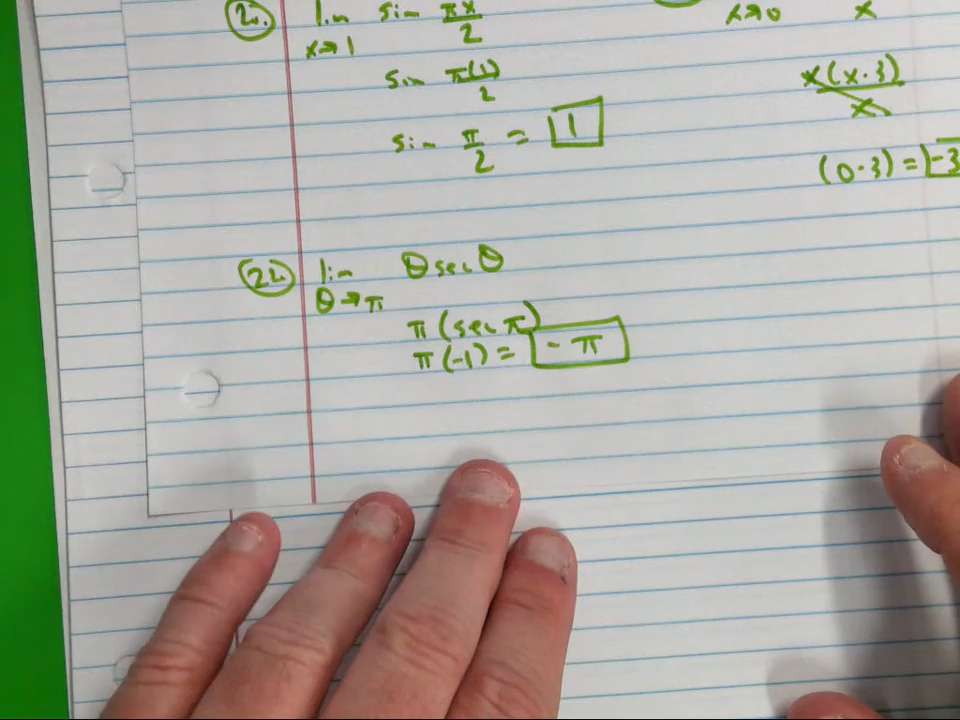 20. lim sin πx/2
x→1
sin π(1)/2
sin π/2 = 1
x→0 x
x(x-3)/x
(0-3) = -3
22. lim θ sec θ
θ→π
π(sec π)
π(-1) = -π